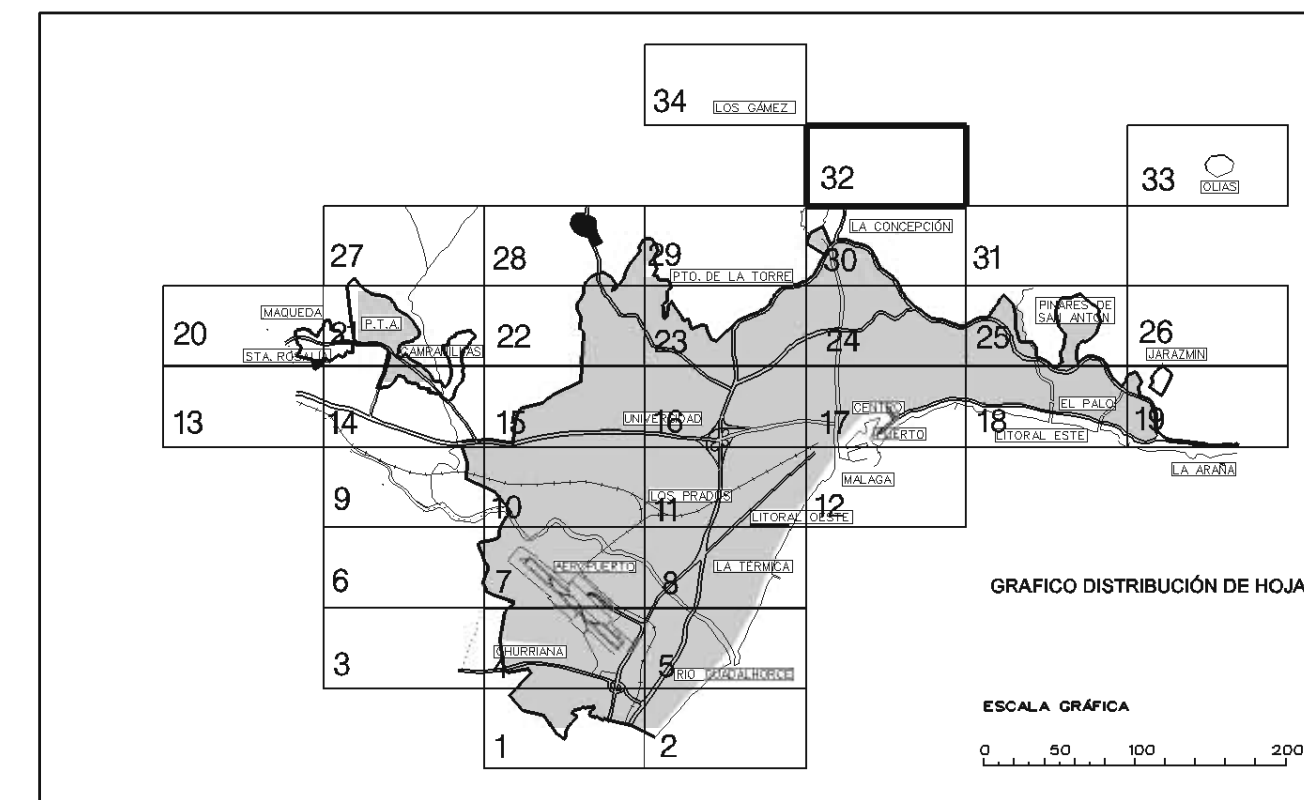 34 LOS GÁMEZ
32
33 OLIAS
LA CONCEPCIÓN
27 28 29 30 31
PTO. DE LA TORRE
MAQUEDA
P.T.A.
PINARES DE
SAN ANTÓN
20 22 23 24 25 26
STA. ROSALÍA CAMPANILLAS
JARAZMIN
13 14 15 16 17 18 19
UNIVERSIDAD
CENTRO
EL PALO
PUERTO
LITORAL ESTE
LA ARAÑA
MALAGA
9 10 11 12
LOS PRADOS
LITORAL OESTE
6 7 8
AEROPUERTO
LA TÉRMICA
GRAFICO DISTRIBUCIÓN DE HOJA
3 5
CHURRIANA
RIO GUADALHORCE
1 2
ESCALA GRÁFICA
0 50 100 200